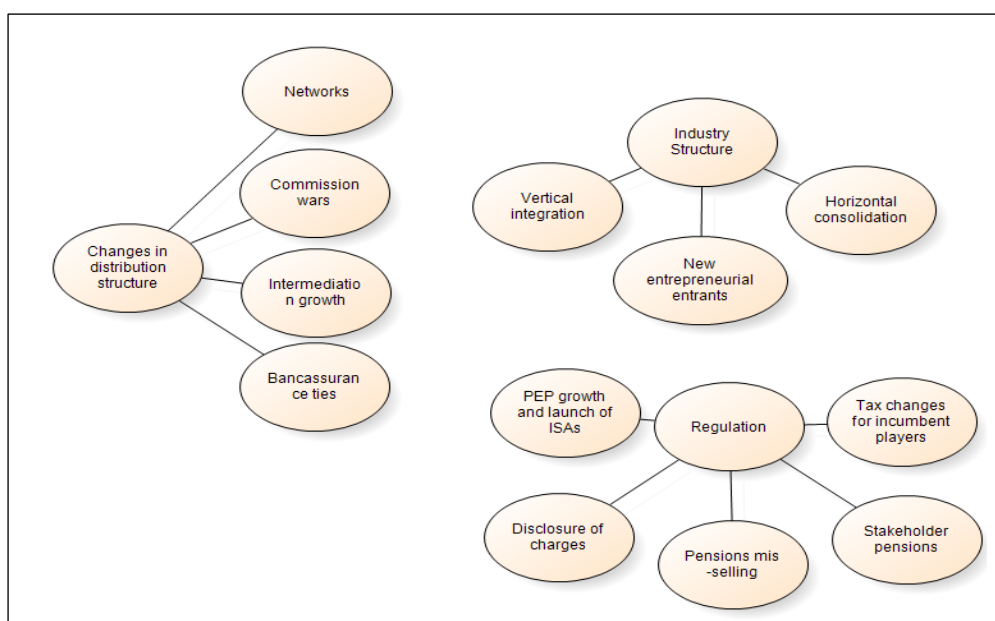 Networks
Commission
wars
Changes in
distribution
structure
Intermediatio
n growth
Bancassuran
ce ties
Industry
Structure
Vertical
integration
Horizontal
consolidation
New
entrepreneurial
entrants
PEP growth
and launch of
ISAs
Regulation
Tax changes
for incumbent
players
Disclosure of
charges
Pensions mis
-selling
Stakeholder
pensions